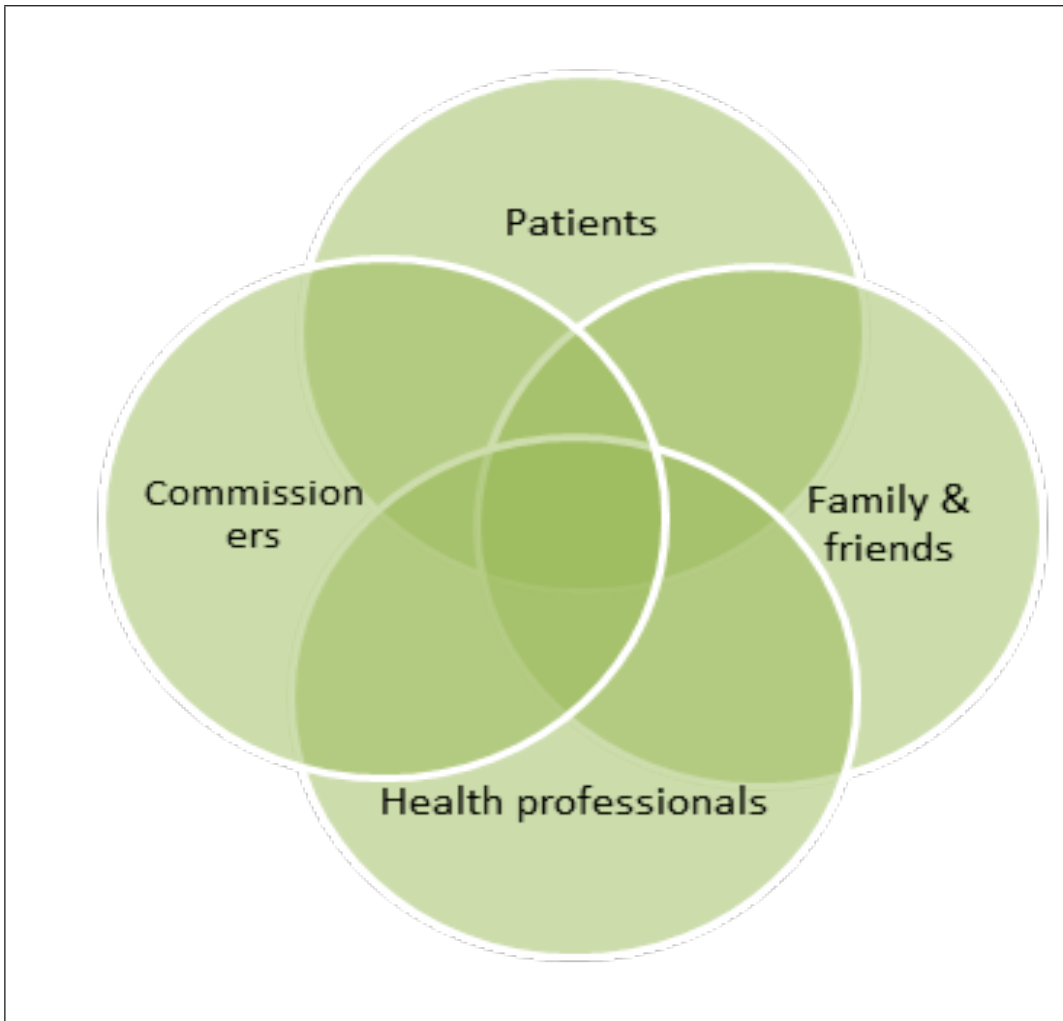 Patients
Commission
ers
Family &
friends
Health professionals